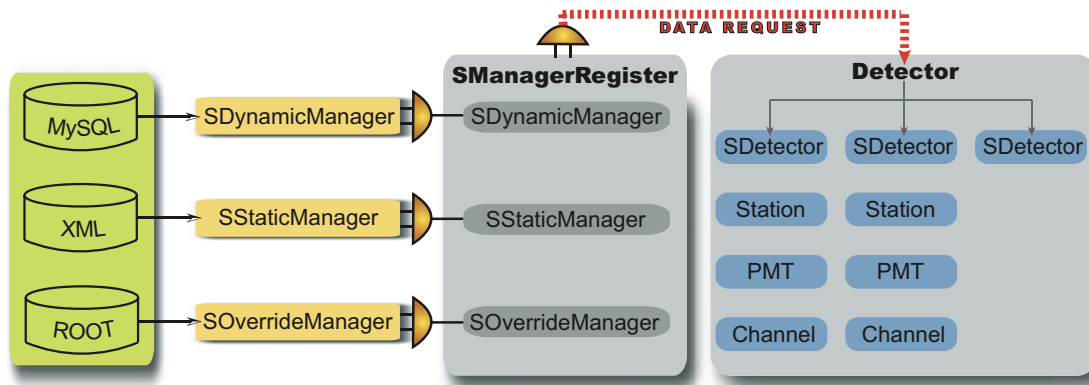 DATA REQUEST
SManagerRegister
Detector
MySQL
SDynamicManager
SDynamicManager
SDetector
SDetector
SDetector
XML
SStaticManager
SStaticManager
Station
Station
PMT
PMT
ROOT
SOverrideManager
SOverrideManager
Channel
Channel